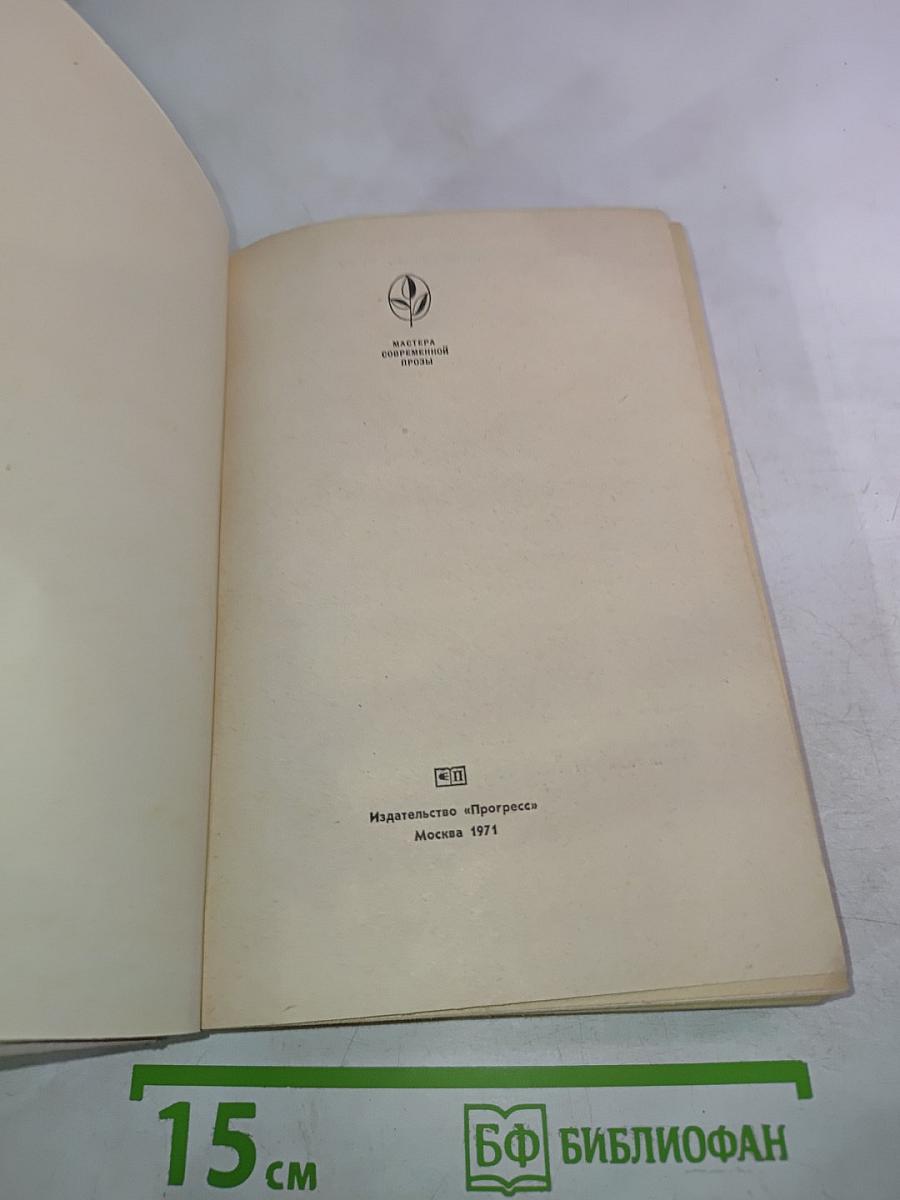 МАСТЕРА
СОВРЕМЕННОЙ
ПРОЗЫ
П
Издательство «Прогресс»
Москва 1971
15 см
БФ БИБЛИОФАН